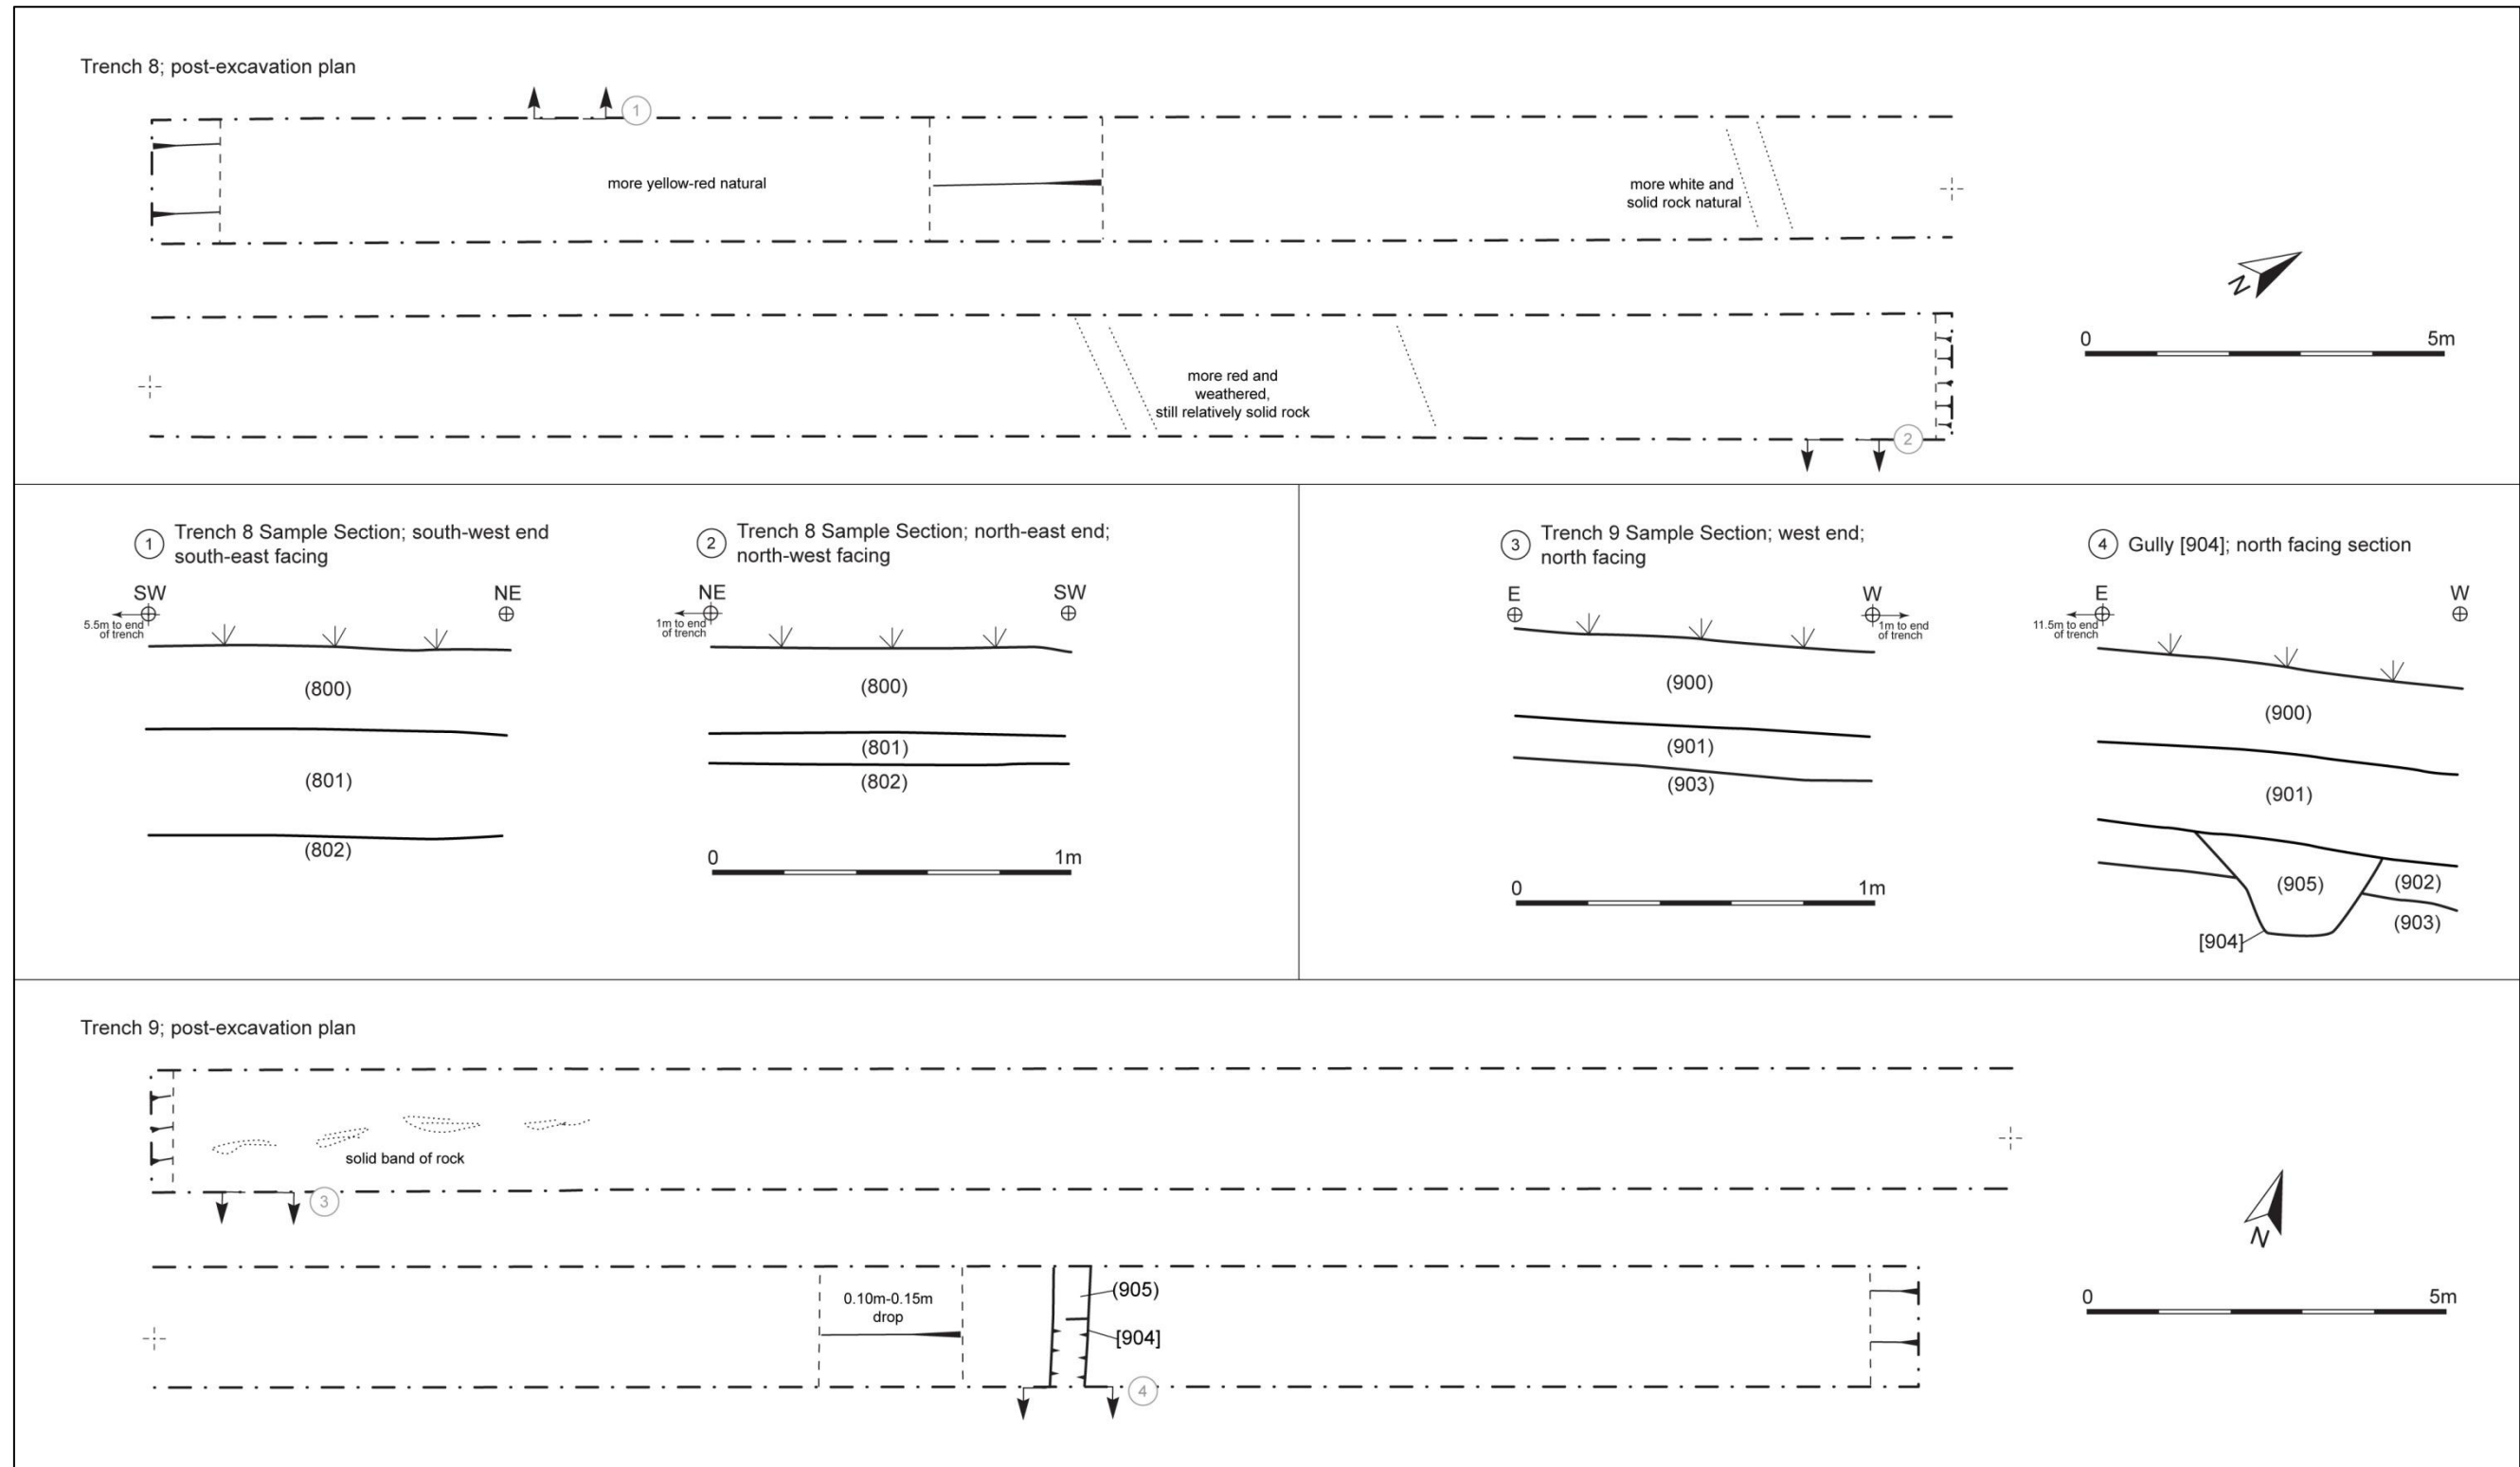 Trench 8; post-excavation plan
1
more yellow-red natural
more white and
solid rock natural
N
0 5m
more red and
weathered,
still relatively solid rock
2
1 Trench 8 Sample Section; south-west end
south-east facing
SW NE
5.5m to end
of trench
(800)
(801)
(802)
2 Trench 8 Sample Section; north-east end;
north-west facing
NE SW
1m to end
of trench
(800)
(801)
(802)
0 1m
3 Trench 9 Sample Section; west end;
north facing
E W
1m to end
of trench
(900)
(901)
(903)
0 1m
4 Gully [904]; north facing section
E W
11.5m to end
of trench
(900)
(901)
(905)
(902)
(903)
[904]
Trench 9; post-excavation plan
solid band of rock
3
N
0.10m-0.15m
drop
(905)
[904]
0 5m
4